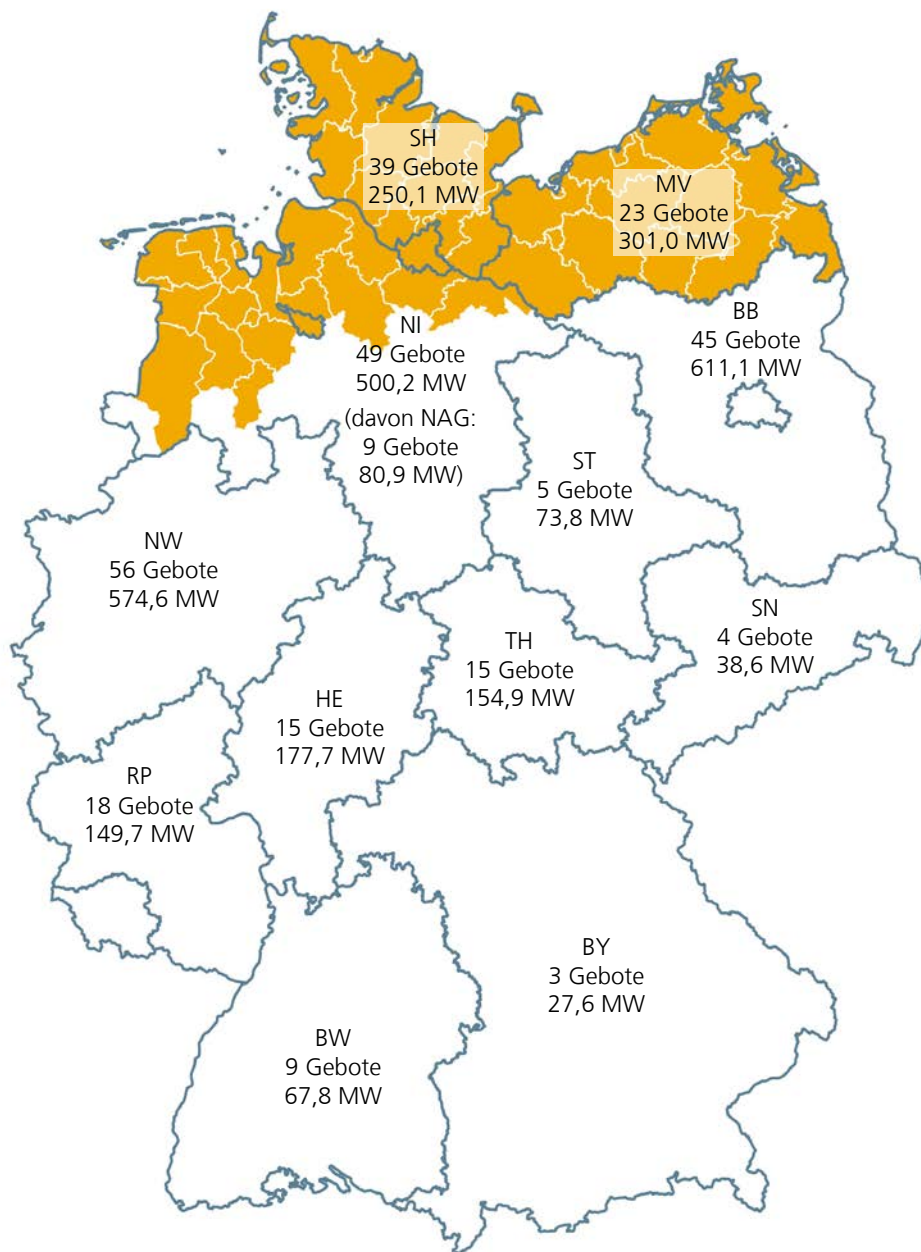 SH
39 Gebote
250,1 MW
MV
23 Gebote
301,0 MW
BB
45 Gebote
611,1 MW
NI
49 Gebote
500,2 MW
(davon NAG:
9 Gebote
80,9 MW)
ST
5 Gebote
73,8 MW
NW
56 Gebote
574,6 MW
SN
4 Gebote
38,6 MW
TH
15 Gebote
154,9 MW
HE
15 Gebote
177,7 MW
RP
18 Gebote
149,7 MW
BY
3 Gebote
27,6 MW
BW
9 Gebote
67,8 MW